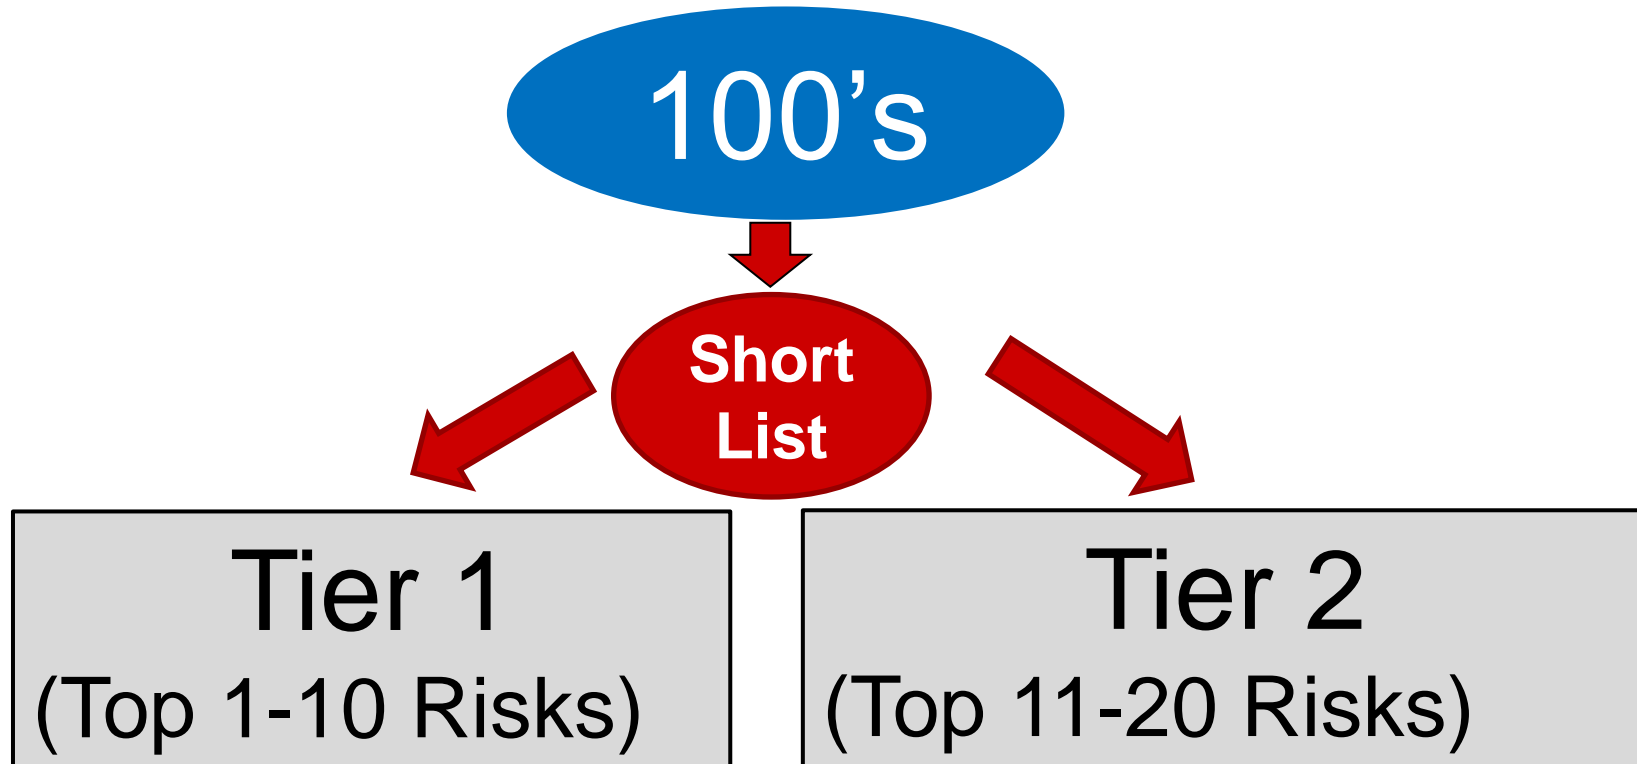 100’s
Short
List
Tier 1
(Top 1-10 Risks)
Tier 2
(Top 11-20 Risks)